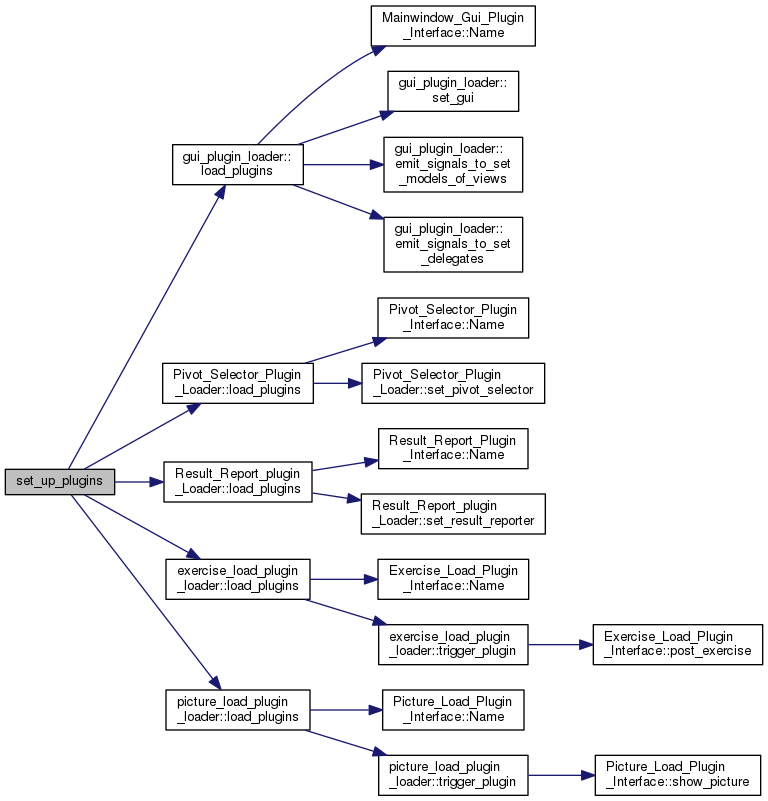 Mainwindow_Gui_Plugin
_Interface::Name
gui_plugin_loader::
set_gui
gui_plugin_loader::
load_plugins
gui_plugin_loader::
emit_signals_to_set
_models_of_views
gui_plugin_loader::
emit_signals_to_set
_delegates
Pivot_Selector_Plugin
_Interface::Name
Pivot_Selector_Plugin
_Loader::load_plugins
Pivot_Selector_Plugin
_Loader::set_pivot_selector
set_up_plugins
Result_Report_plugin
_Loader::load_plugins
Result_Report_Plugin
_Interface::Name
Result_Report_plugin
_Loader::set_result_reporter
exercise_load_plugin
_loader::load_plugins
Exercise_Load_Plugin
_Interface::Name
exercise_load_plugin
_loader::trigger_plugin
Exercise_Load_Plugin
_Interface::post_exercise
picture_load_plugin
_loader::load_plugins
Picture_Load_Plugin
_Interface::Name
picture_load_plugin
_loader::trigger_plugin
Picture_Load_Plugin
_Interface::show_picture